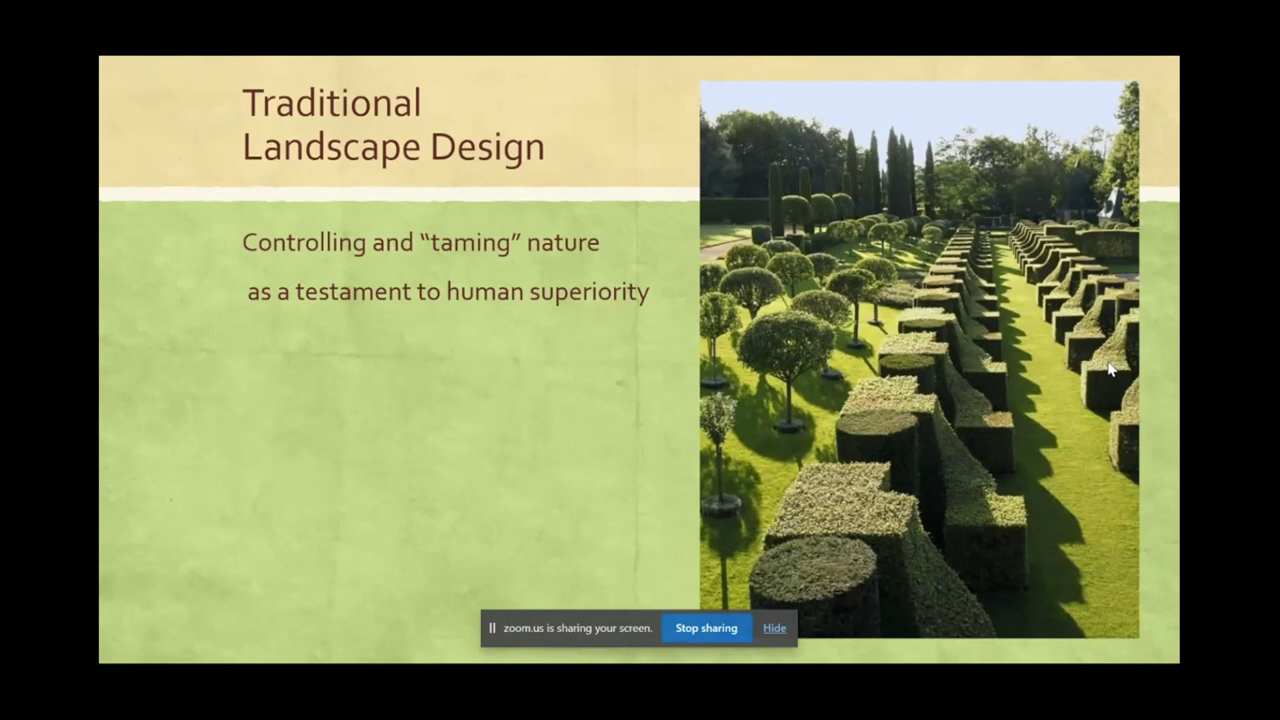 Traditional
Landscape Design
Controlling and “taming” nature
as a testament to human superiority
zoom.us is sharing your screen.
Stop sharing
Hide